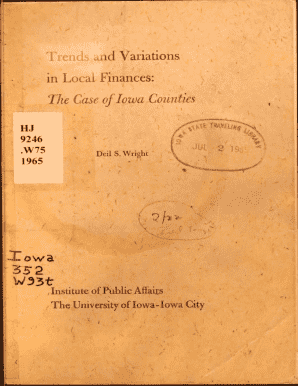 Trends and Variations
in Local Finances:
The Case of Iowa Counties
HJ
9246
.W75
1965
Deil S. Wright
IOWA STATE TRAVELING LIBRARY
JUL 2 196
Iowa
352
W93t
Institute of Public Affairs
The University of Iowa-Iowa City